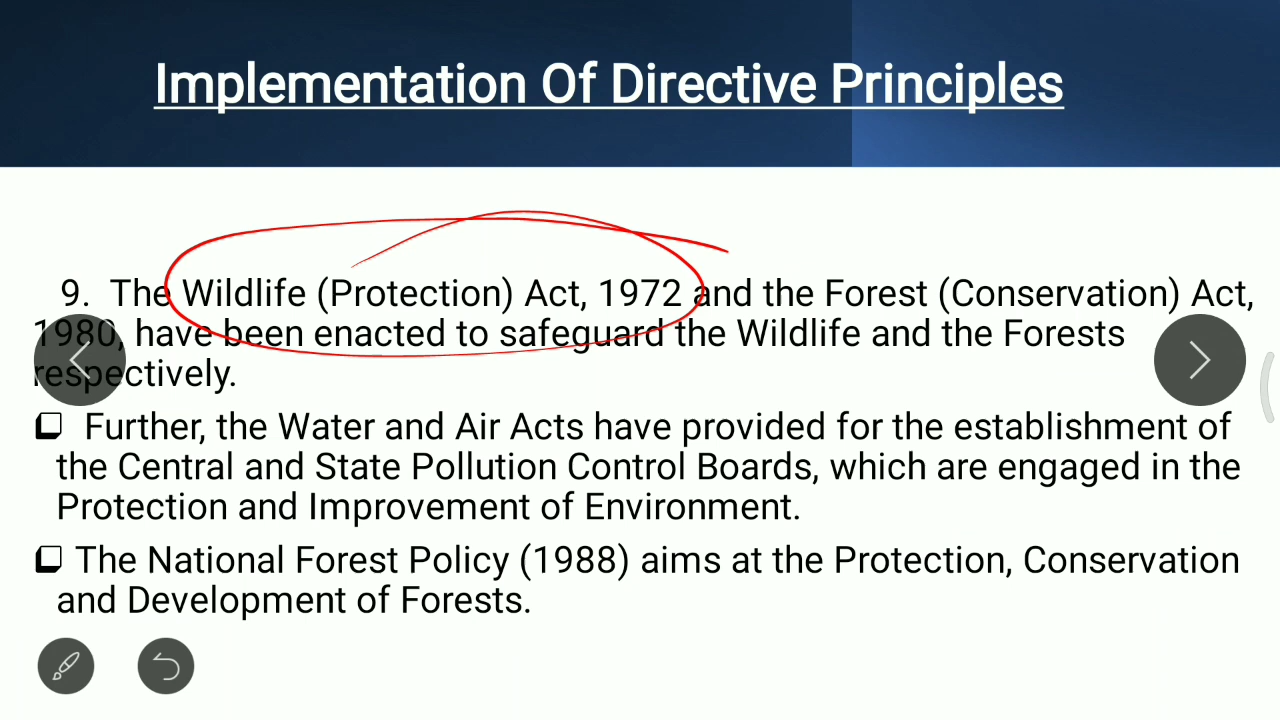 Implementation Of Directive Principles
9. The Wildlife (Protection) Act, 1972 and the Forest (Conservation) Act,
1980, have been enacted to safeguard the Wildlife and the Forests
respectively.
❑ Further, the Water and Air Acts have provided for the establishment of
the Central and State Pollution Control Boards, which are engaged in the
Protection and Improvement of Environment.
❑ The National Forest Policy (1988) aims at the Protection, Conservation
and Development of Forests.